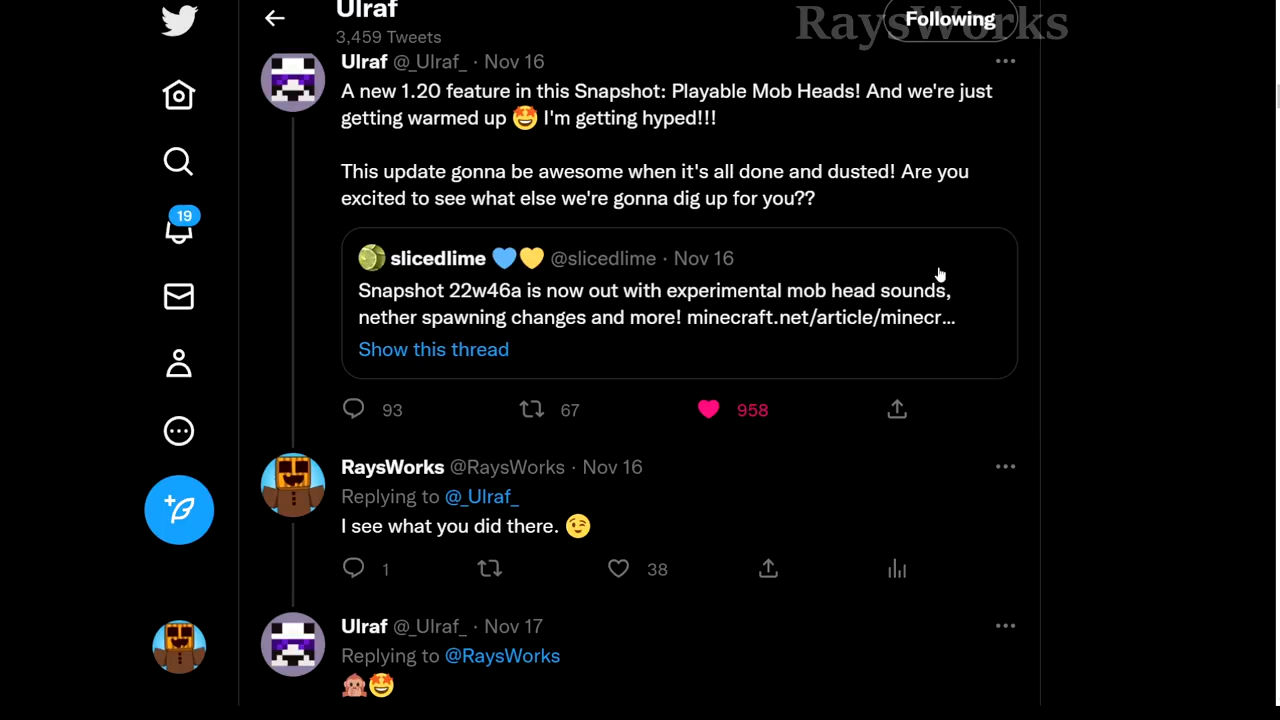 Ulraf
3,459 Tweets
RaysWorks
Following
Ulraf @_Ulraf_ · Nov 16
A new 1.20 feature in this Snapshot: Playable Mob Heads! And we're just
getting warmed up 🤩 I'm getting hyped!!!
This update gonna be awesome when it's all done and dusted! Are you
excited to see what else we're gonna dig up for you??
slicedlime 💙💛 @slicedlime · Nov 16
Snapshot 22w46a is now out with experimental mob head sounds,
nether spawning changes and more! minecraft.net/article/minecr...
Show this thread
93 67 958
19
RaysWorks @RaysWorks · Nov 16
Replying to @_Ulraf_
I see what you did there. 😉
1 38
Ulraf @_Ulraf_ · Nov 17
Replying to @RaysWorks
🙈🤩